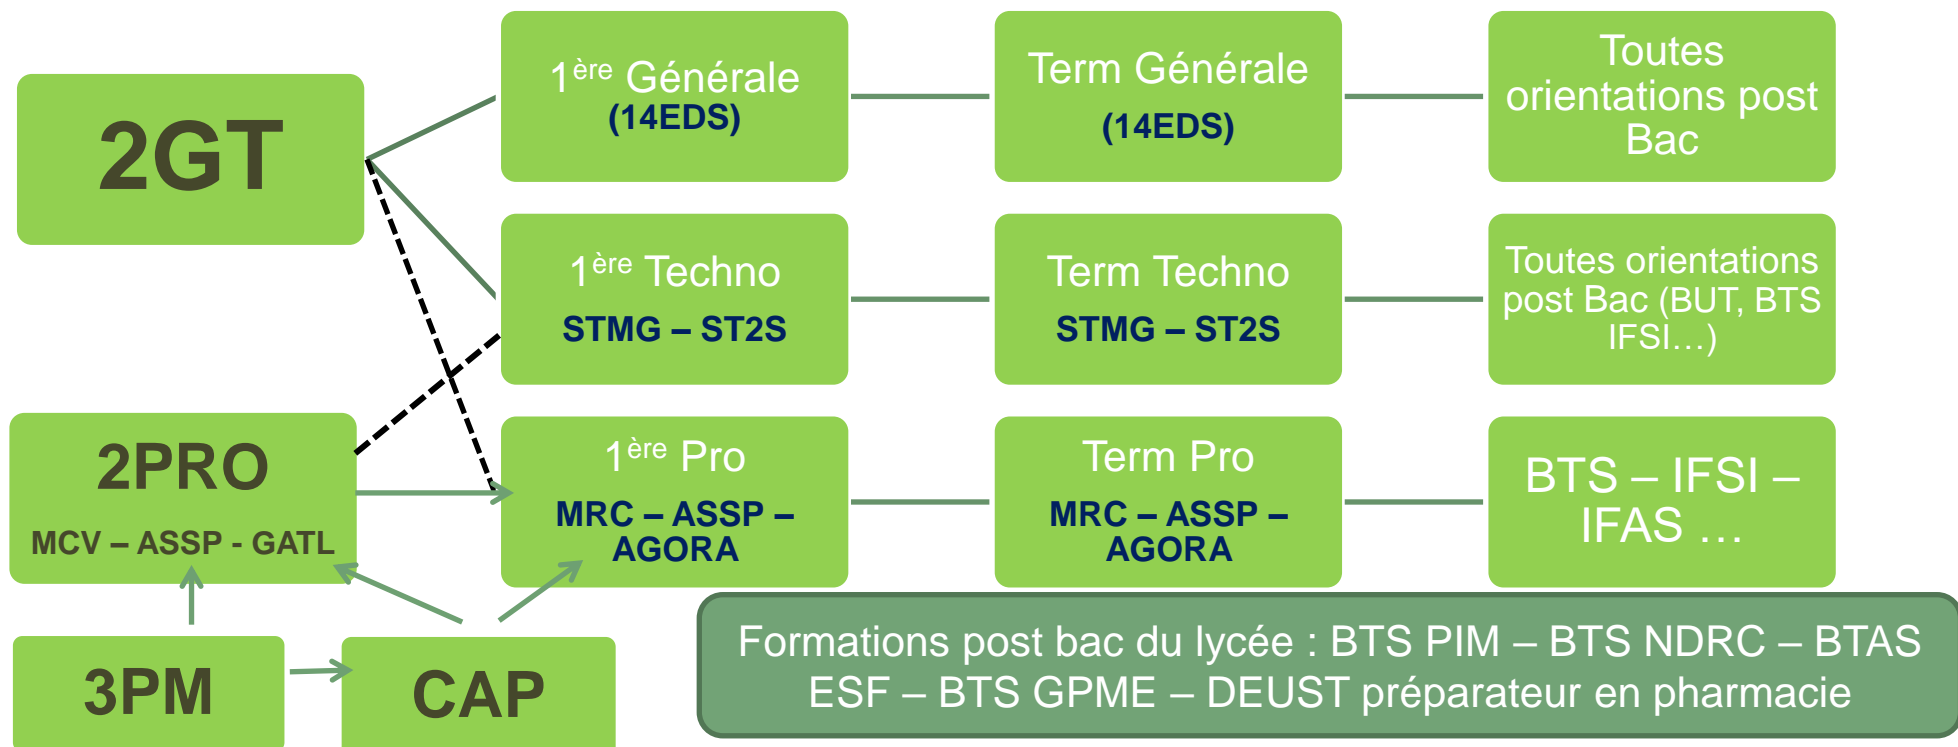 2GT
1ère Générale
(14EDS)
Term Générale
(14EDS)
Toutes
orientations post
Bac
1ère Techno
STMG – ST2S
Term Techno
STMG – ST2S
Toutes orientations
post Bac (BUT, BTS
IFSI…)
2PRO
MCV – ASSP - GATL
1ère Pro
MRC – ASSP –
AGORA
Term Pro
MRC – ASSP –
AGORA
BTS – IFSI –
IFAS …
3PM
CAP
Formations post bac du lycée : BTS PIM – BTS NDRC – BTAS
ESF – BTS GPME – DEUST préparateur en pharmacie